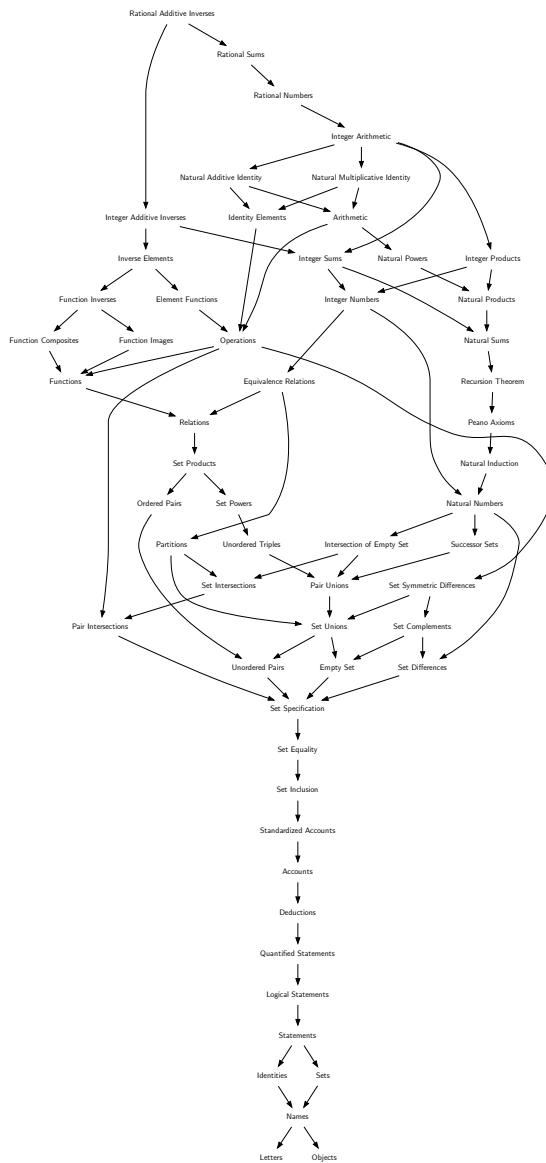 Rational Additive Inverses
Rational Sums
Rational Numbers
Integer Arithmetic
Natural Additive Identity
Natural Multiplicative Identity
Integer Additive Inverses
Identity Elements
Arithmetic
Inverse Elements
Integer Sums
Natural Powers
Integer Products
Function Inverses
Element Functions
Integer Numbers
Natural Products
Function Composites
Function Images
Operations
Natural Sums
Functions
Equivalence Relations
Recursion Theorem
Relations
Peano Axioms
Set Products
Natural Induction
Ordered Pairs
Set Powers
Natural Numbers
Partitions
Unordered Triples
Intersection of Empty Set
Successor Sets
Set Intersections
Pair Unions
Set Symmetric Differences
Pair Intersections
Set Unions
Set Complements
Unordered Pairs
Empty Set
Set Differences
Set Specification
Set Equality
Set Inclusion
Standardized Accounts
Accounts
Deductions
Quantified Statements
Logical Statements
Statements
Identities
Sets
Names
Letters
Objects